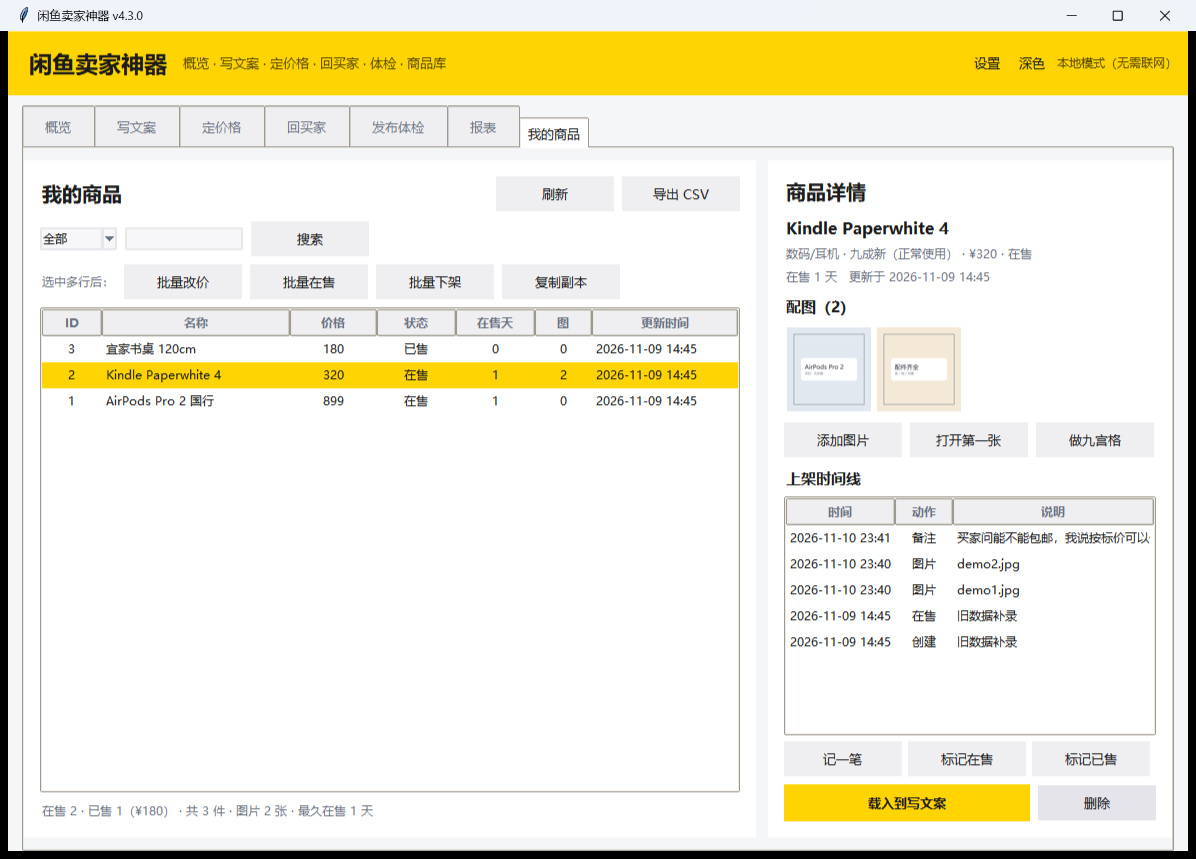 闲鱼卖家神器 v4.3.0
闲鱼卖家神器 概览 · 写文案 · 定价格 · 回买家 · 体检 · 商品库 设置 深色 本地模式（无需联网）
概览 写文案 定价格 回买家 发布体检 报表 我的商品
我的商品 刷新 导出 CSV
全部 搜索
选中多行后: 批量改价 批量在售 批量下架 复制副本
ID 名称 价格 状态 在售天 图 更新时间
3 宜家书桌 120cm 180 已售 0 0 2026-11-09 14:45
2 Kindle Paperwhite 4 320 在售 1 2 2026-11-09 14:45
1 AirPods Pro 2 国行 899 在售 1 0 2026-11-09 14:45
在售 2 · 已售 1（¥180） · 共 3 件 · 图片 2 张 · 最久在售 1 天
商品详情
Kindle Paperwhite 4
数码/耳机 · 九成新（正常使用） · ¥320 · 在售
在售 1 天 更新于 2026-11-09 14:45
配图（2）
AirPods Pro 2
配件齐全
添加图片 打开第一张 做九宫格
上架时间线
时间 动作 说明
2026-11-10 23:41 备注 买家问能不能包邮，我说按标价可以
2026-11-10 23:40 图片 demo2.jpg
2026-11-10 23:40 图片 demo1.jpg
2026-11-09 14:45 在售 旧数据补录
2026-11-09 14:45 创建 旧数据补录
记一笔 标记在售 标记已售
载入到写文案 删除